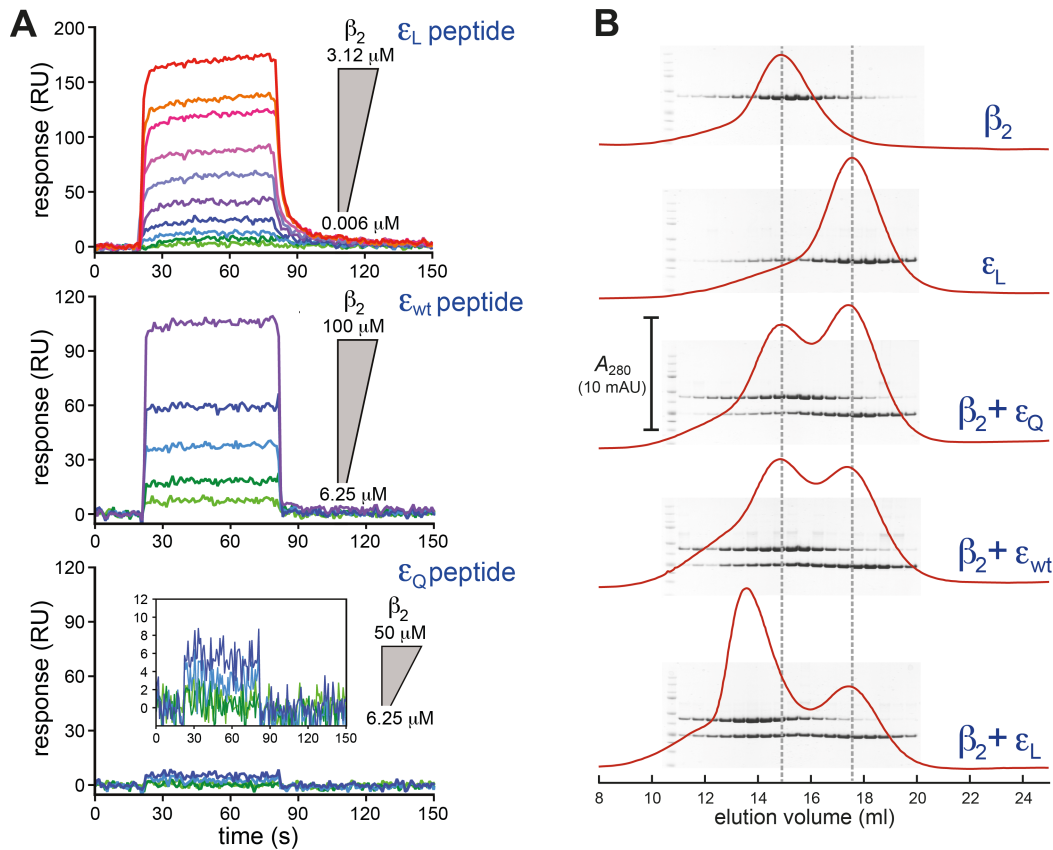 A
B
εL peptide
β2
3.12 μM
0.006 μM
200
150
100
50
0
response (RU)
0 30 60 90 120 150
εwt peptide
β2
100 μM
6.25 μM
120
90
60
30
0
response (RU)
0 30 60 90 120 150
εQ peptide
β2
50 μM
6.25 μM
120
90
60
30
0
response (RU)
12
10
8
6
4
2
0
0 30 60 90 120 150
0 30 60 90 120 150
time (s)
β2
εL
A280
(10 mAU)
β2+ εQ
β2+ εwt
β2+ εL
8 10 12 14 16 18 20 22 24
elution volume (ml)